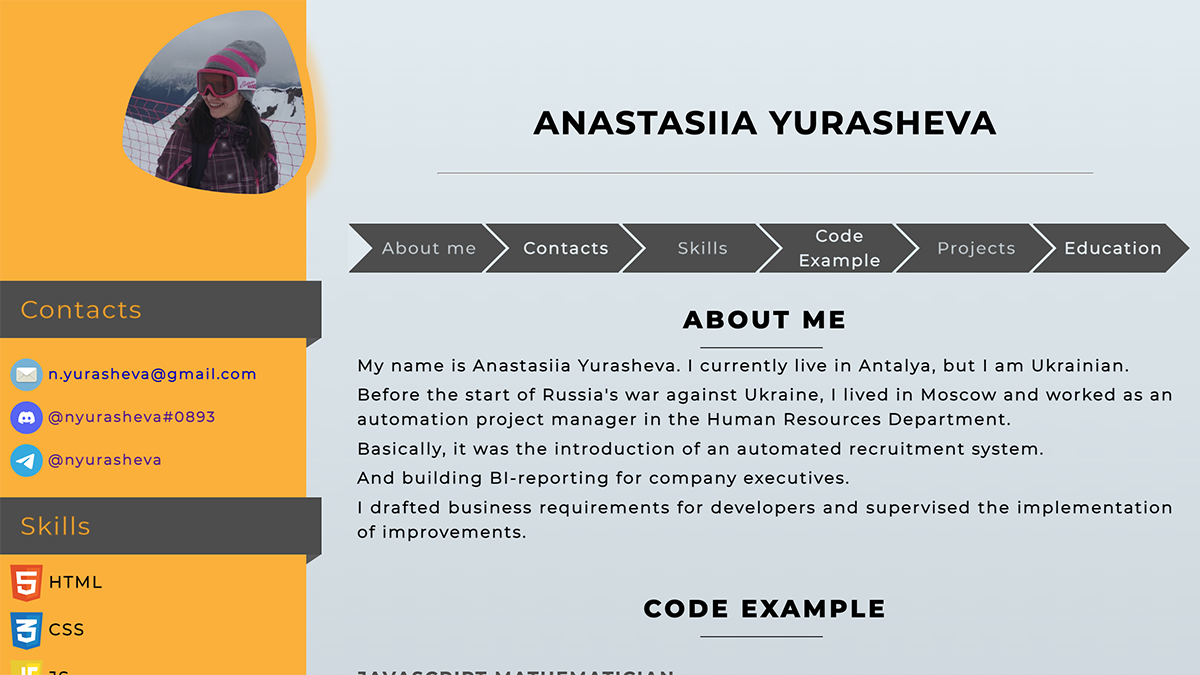 ANASTASIIA YURASHEVA
About me
Contacts
Skills
Code
Example
Projects
Education
Contacts
n.yurasheva@gmail.com
@nyurasheva#0893
@nyurasheva
Skills
HTML
CSS
JS
ABOUT ME
My name is Anastasiia Yurasheva. I currently live in Antalya, but I am Ukrainian.
Before the start of Russia's war against Ukraine, I lived in Moscow and worked as an
automation project manager in the Human Resources Department.
Basically, it was the introduction of an automated recruitment system.
And building BI-reporting for company executives.
I drafted business requirements for developers and supervised the implementation
of improvements.
CODE EXAMPLE
JAVASCRIPT MATHEMATICIAN